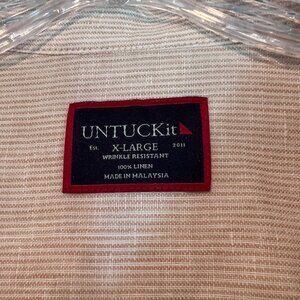 UNTUCKit
Est. X-LARGE 2011
WRINKLE RESISTANT
100% LINEN
MADE IN MALAYSIA